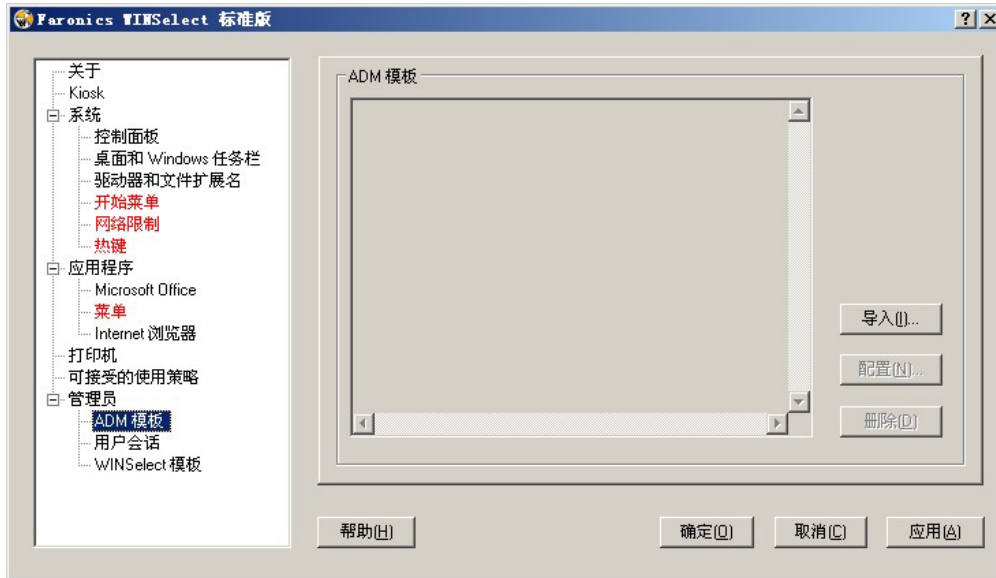 Faronics WINSelect 标准版
关于
Kiosk
系统
控制面板
桌面和 Windows 任务栏
驱动器和文件扩展名
开始菜单
网络限制
热键
应用程序
Microsoft Office
菜单
Internet 浏览器
打印机
可接受的使用策略
管理员
ADM 模板
用户会话
WINSelect 模板
ADM 模板
导入(I)...
配置(N)...
删除(D)
帮助(H)
确定(O)
取消(C)
应用(A)